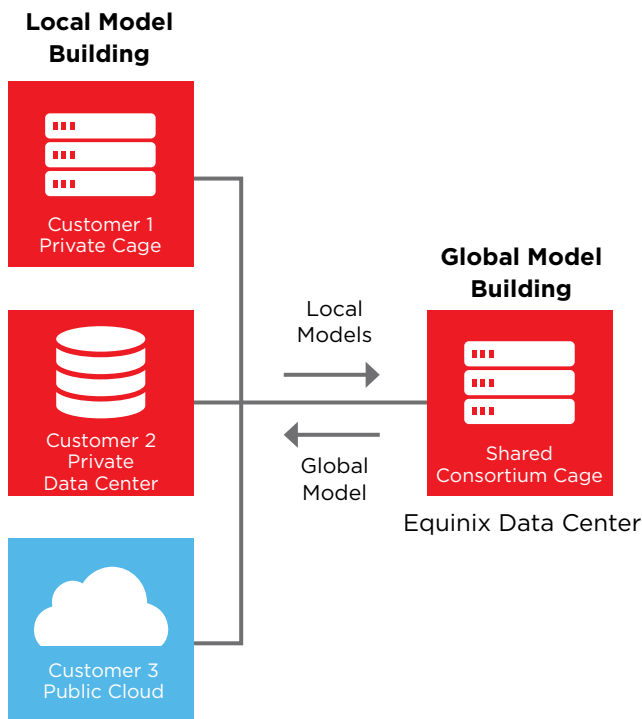 Local Model
Building
Customer 1
Private Cage
Customer 2
Private
Data Center
Customer 3
Public Cloud
Local
Models
Global
Model
Global Model
Building
Shared
Consortium Cage
Equinix Data Center